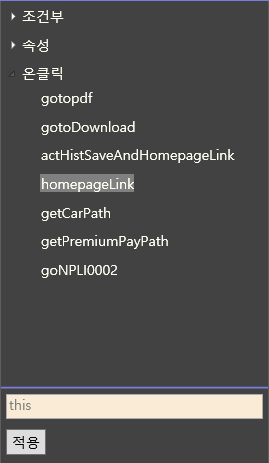 조건부
속성
온클릭
gotopdf
gotoDownload
actHistSaveAndHomepageLink
homepageLink
getCarPath
getPremiumPayPath
goNPLI0002
this
적용